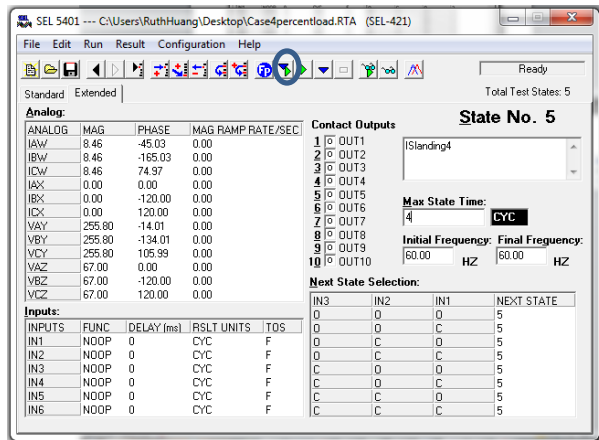 SEL 5401 --- C:\Users\RuthHuang\Desktop\Case4percentload.RTA (SEL-421)
File Edit Run Result Configuration Help
Ready
Standard Extended
Total Test States: 5
Analog:
ANALOG MAG PHASE MAG RAMP RATE/SEC
IAW 8.46 -45.03 0.00
IBW 8.46 -165.03 0.00
ICW 8.46 74.97 0.00
IAX 0.00 0.00 0.00
IBX 0.00 -120.00 0.00
ICX 0.00 120.00 0.00
VAY 255.80 -14.01 0.00
VBY 255.80 -134.01 0.00
VCY 255.80 105.99 0.00
VAZ 67.00 0.00 0.00
VBZ 67.00 -120.00 0.00
VCZ 67.00 120.00 0.00
Inputs:
INPUTS FUNC DELAY (ms) RSLT UNITS TOS
IN1 NOOP 0 CYC F
IN2 NOOP 0 CYC F
IN3 NOOP 0 CYC F
IN4 NOOP 0 CYC F
IN5 NOOP 0 CYC F
IN6 NOOP 0 CYC F
Contact Outputs
1 O OUT1
2 O OUT2
3 O OUT3
4 O OUT4
5 O OUT5
6 O OUT6
7 O OUT7
8 O OUT8
9 O OUT9
10 O OUT10
State No. 5
ISlanding4
Max State Time:
4 CYC
Initial Frequency: Final Frequency:
60.00 HZ 60.00 HZ
Next State Selection:
IN3 IN2 IN1 NEXT STATE
O O O 5
O O C 5
O C O 5
O C C 5
C O O 5
C O C 5
C C O 5
C C C 5